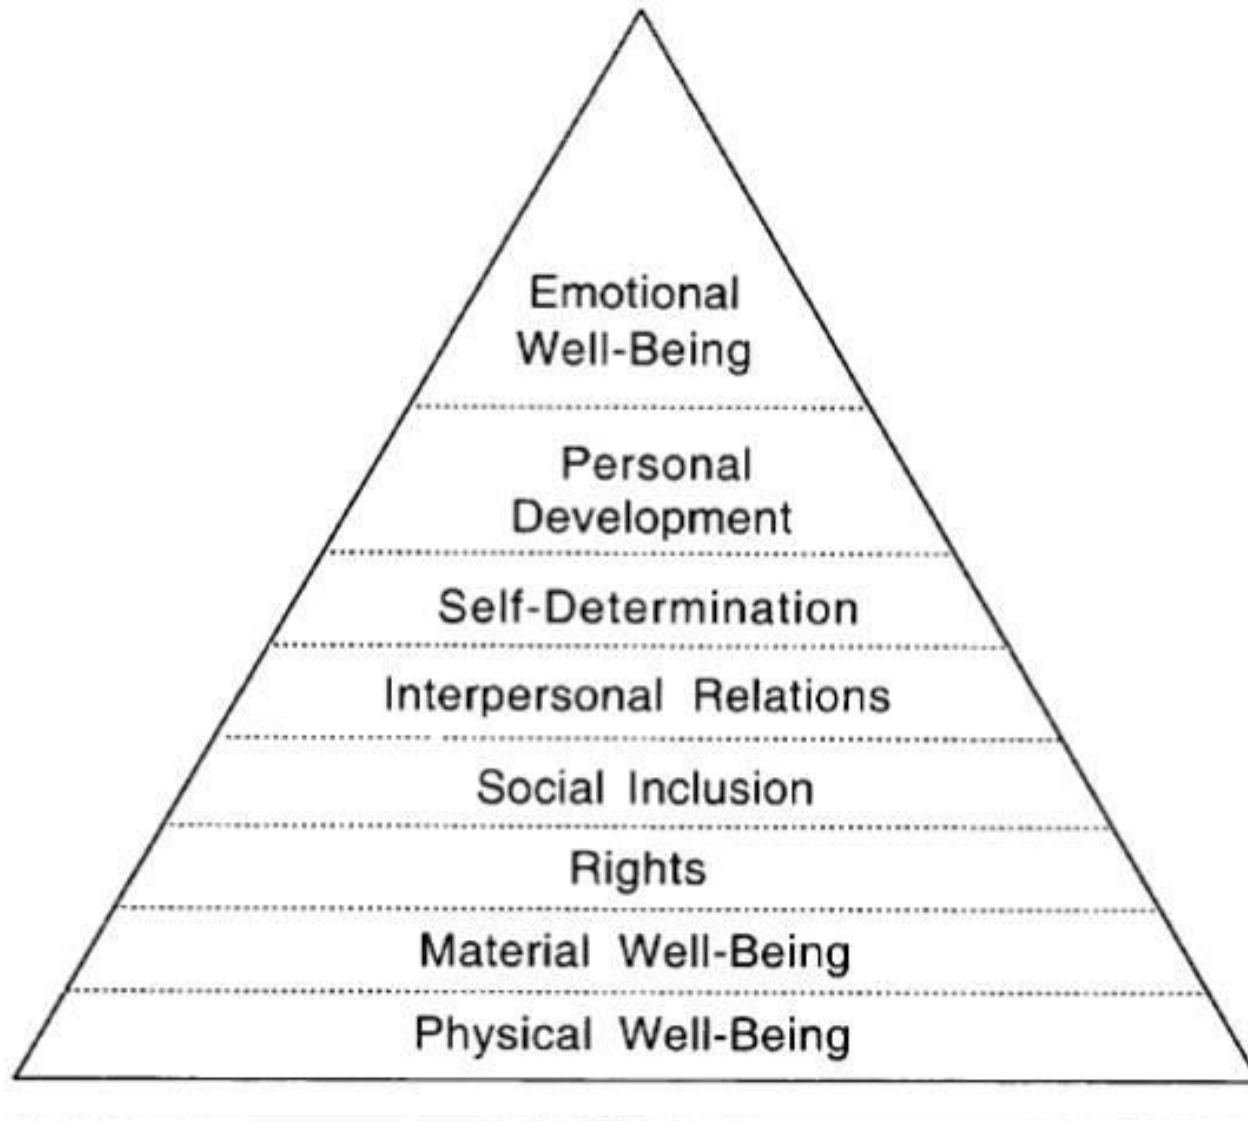 Emotional
Well-Being
Personal
Development
Self-Determination
Interpersonal Relations
Social Inclusion
Rights
Material Well-Being
Physical Well-Being